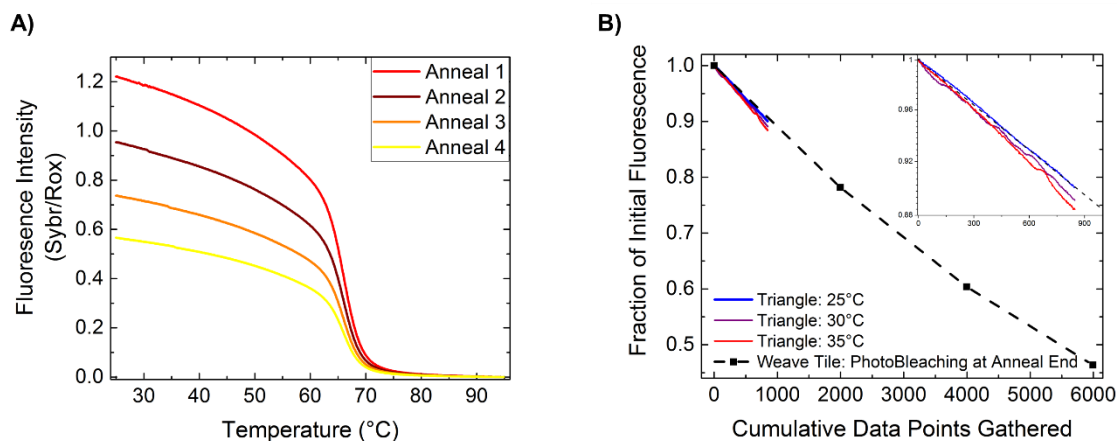 A)
Fluoresence Intensity
(Sybr/Rox)
1.2
1.0
0.8
0.6
0.4
0.2
0.0
Anneal 1
Anneal 2
Anneal 3
Anneal 4
30 40 50 60 70 80 90
Temperature (°C)
B)
Fraction of Initial Fluorescence
1.0
0.9
0.8
0.7
0.6
0.5
1
0.96
0.92
0.88
0 300 600 900
Triangle: 25°C
Triangle: 30°C
Triangle: 35°C
Weave Tile: PhotoBleaching at Anneal End
0 1000 2000 3000 4000 5000 6000
Cumulative Data Points Gathered